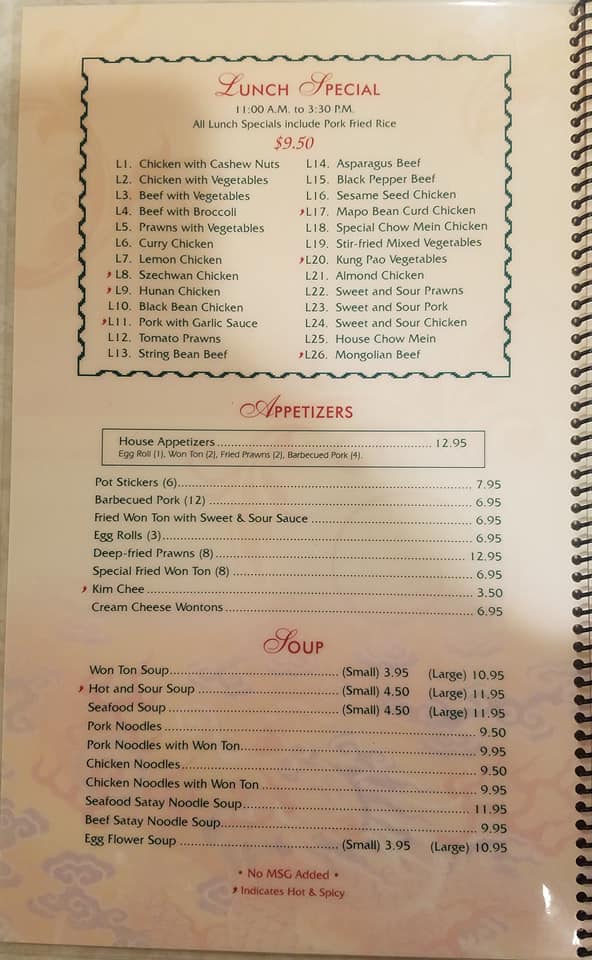 Lunch Special
11:00 A.M. to 3:30 P.M.
All Lunch Specials include Pork Fried Rice
$9.50
L1. Chicken with Cashew Nuts
L2. Chicken with Vegetables
L3. Beef with Vegetables
L4. Beef with Broccoli
L5. Prawns with Vegetables
L6. Curry Chicken
L7. Lemon Chicken
L8. Szechwan Chicken
L9. Hunan Chicken
L10. Black Bean Chicken
L11. Pork with Garlic Sauce
L12. Tomato Prawns
L13. String Bean Beef
L14. Asparagus Beef
L15. Black Pepper Beef
L16. Sesame Seed Chicken
L17. Mapo Bean Curd Chicken
L18. Special Chow Mein Chicken
L19. Stir-fried Mixed Vegetables
L20. Kung Pao Vegetables
L21. Almond Chicken
L22. Sweet and Sour Prawns
L23. Sweet and Sour Pork
L24. Sweet and Sour Chicken
L25. House Chow Mein
L26. Mongolian Beef
Appetizers
House Appetizers 12.95
Egg Roll (1), Won Ton (2), Fried Prawns (2), Barbecued Pork (4).
Pot Stickers (6) 7.95
Barbecued Pork (12) 6.95
Fried Won Ton with Sweet & Sour Sauce 6.95
Egg Rolls (3) 6.95
Deep-fried Prawns (8) 12.95
Special Fried Won Ton (8) 6.95
Kim Chee 3.50
Cream Cheese Wontons 6.95
Soup
Won Ton Soup (Small) 3.95 (Large) 10.95
Hot and Sour Soup (Small) 4.50 (Large) 11.95
Seafood Soup (Small) 4.50 (Large) 11.95
Pork Noodles 9.50
Pork Noodles with Won Ton 9.95
Chicken Noodles 9.50
Chicken Noodles with Won Ton 9.95
Seafood Satay Noodle Soup 11.95
Beef Satay Noodle Soup 9.95
Egg Flower Soup (Small) 3.95 (Large) 10.95
• No MSG Added •
Indicates Hot & Spicy